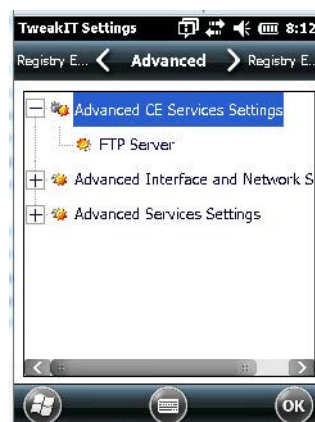 TweakIT Settings 8:12
Registry E... Advanced Registry E..
Advanced CE Services Settings
FTP Server
Advanced Interface and Network S
Advanced Services Settings
OK